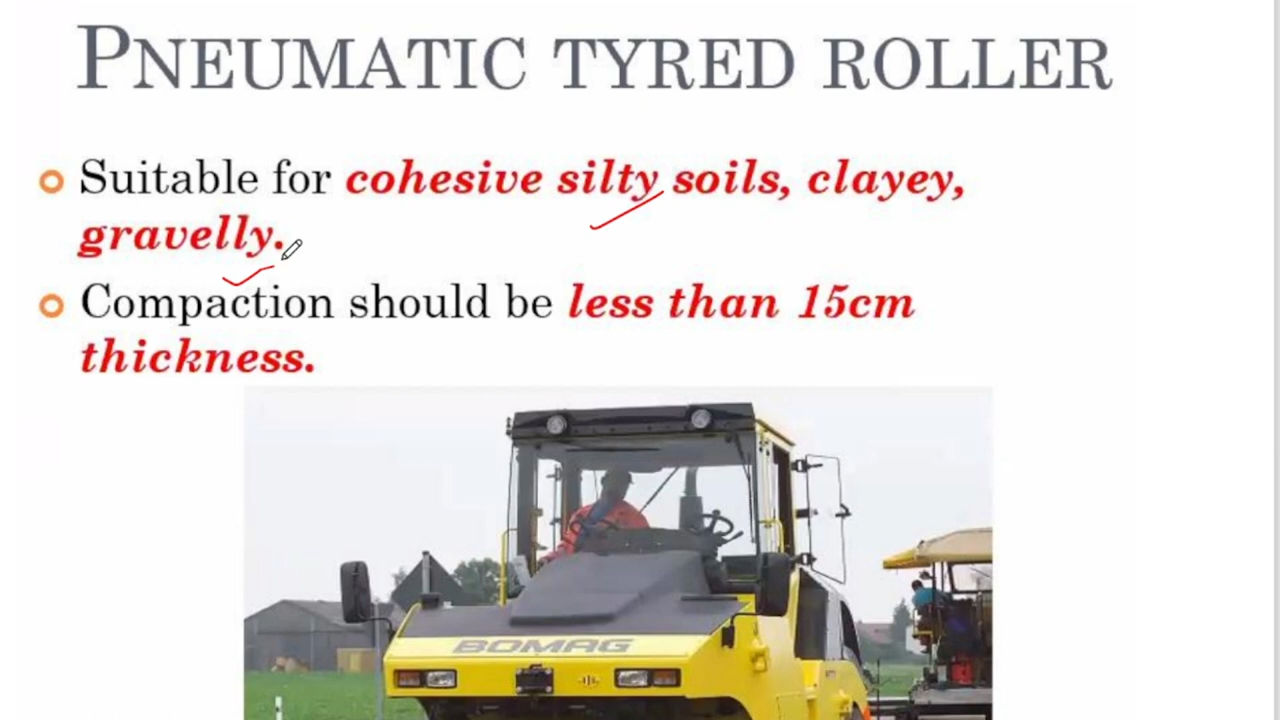 PNEUMATIC TYRED ROLLER
Suitable for cohesive silty soils, clayey,
gravelly.
Compaction should be less than 15cm
thickness.
BOMAG